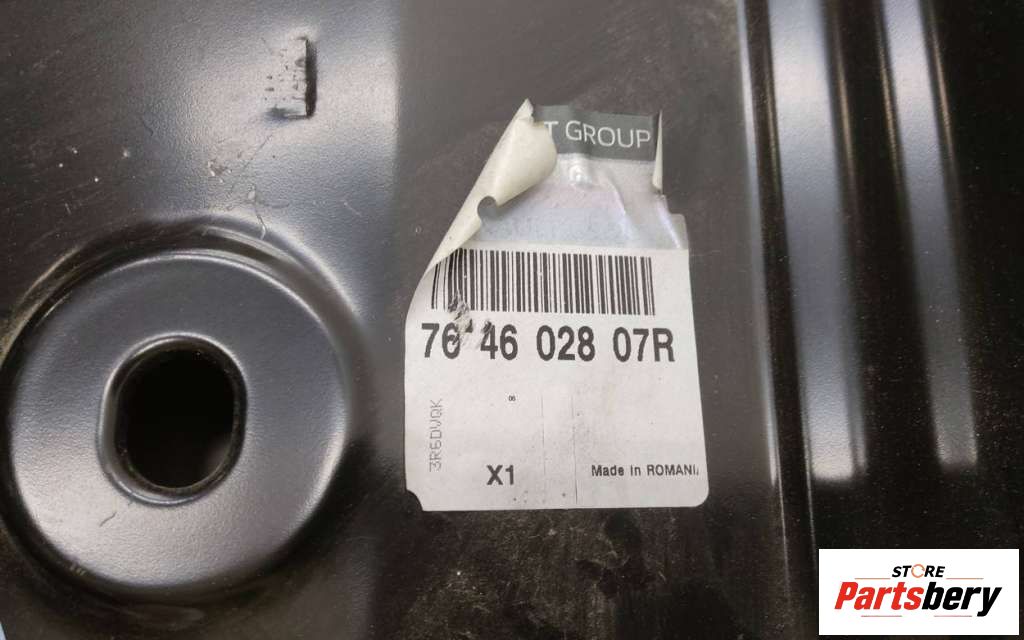 T GROUP
76 46 028 07R
06
3R6DVQK
X1
Made in ROMANI
STORE
Partsbery